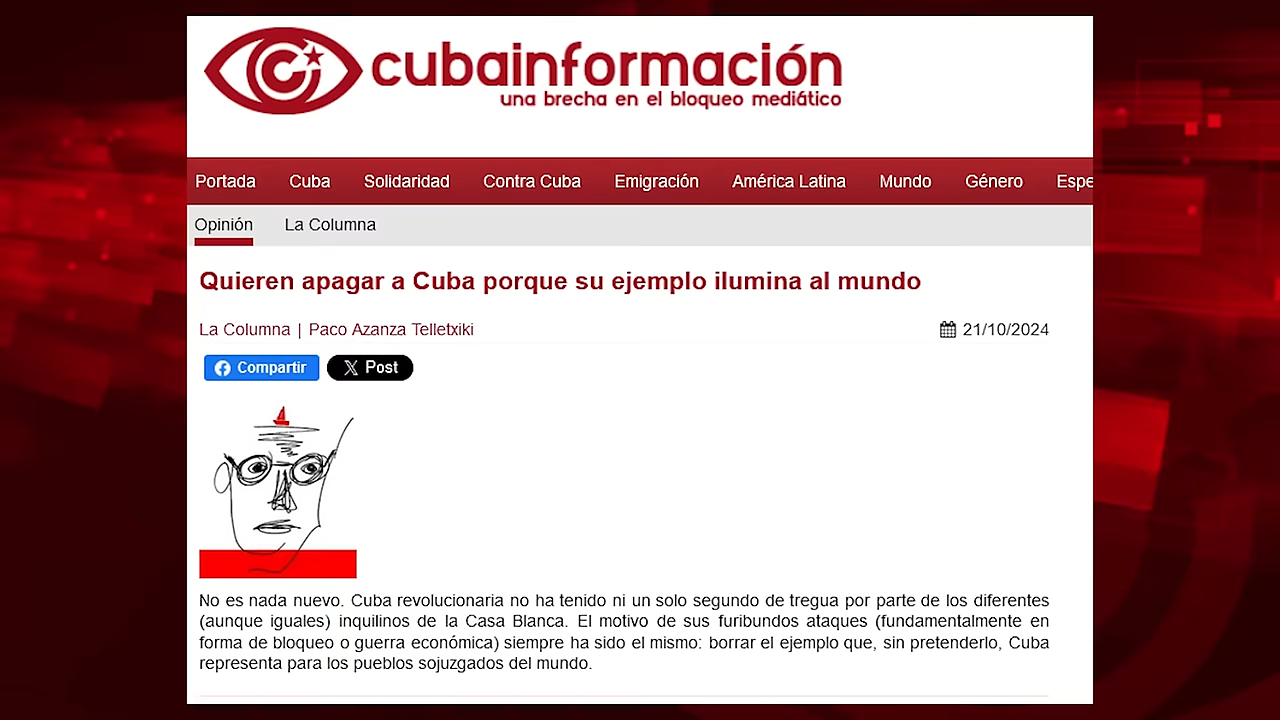 cubainformación
una brecha en el bloqueo mediático
Portada Cuba Solidaridad Contra Cuba Emigración América Latina Mundo Género Espe
Opinión La Columna
Quieren apagar a Cuba porque su ejemplo ilumina al mundo
La Columna | Paco Azanza Telletxiki 21/10/2024
Compartir Post
No es nada nuevo. Cuba revolucionaria no ha tenido ni un solo segundo de tregua por parte de los diferentes
(aunque iguales) inquilinos de la Casa Blanca. El motivo de sus furibundos ataques (fundamentalmente en
forma de bloqueo o guerra económica) siempre ha sido el mismo: borrar el ejemplo que, sin pretenderlo, Cuba
representa para los pueblos sojuzgados del mundo.